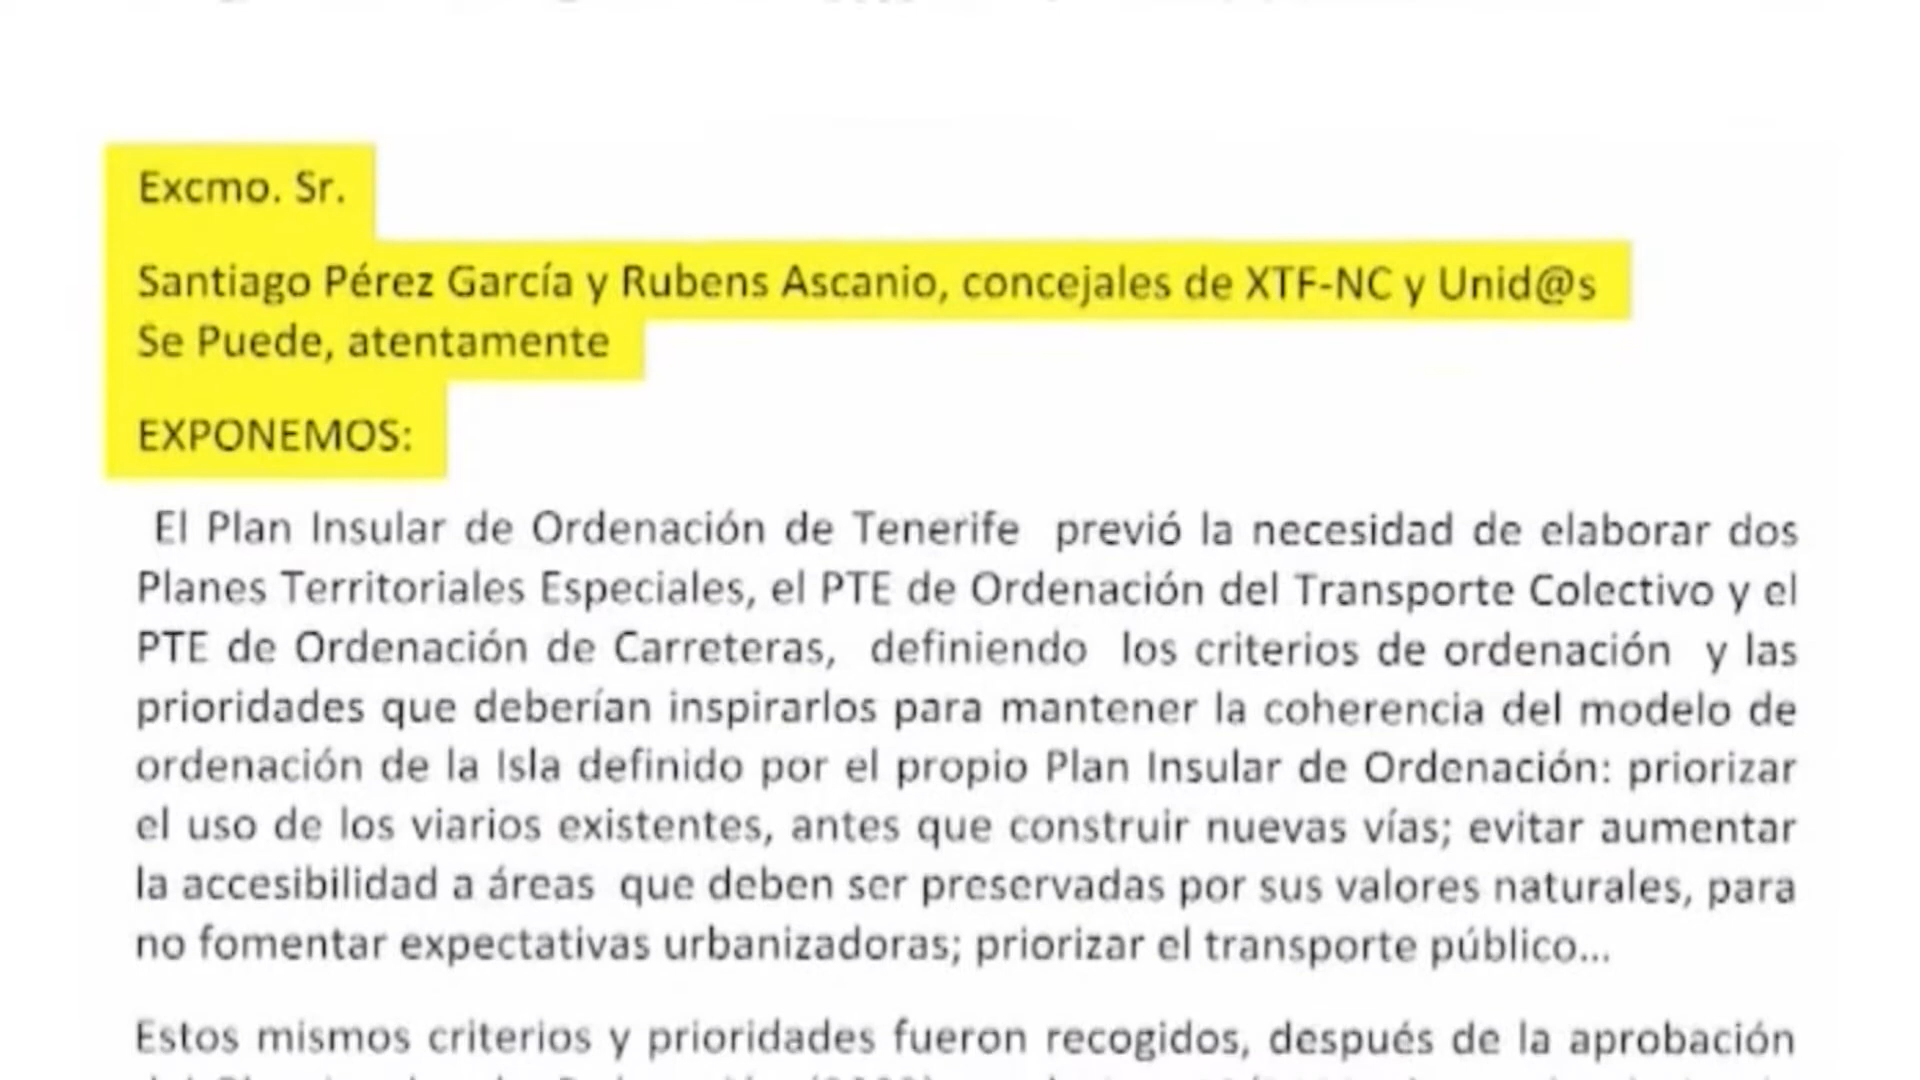 Excmo. Sr.
Santiago Pérez García y Rubens Ascanio, concejales de XTF-NC y Unid@s
Se Puede, atentamente
EXPONEMOS:
El Plan Insular de Ordenación de Tenerife previó la necesidad de elaborar dos
Planes Territoriales Especiales, el PTE de Ordenación del Transporte Colectivo y el
PTE de Ordenación de Carreteras, definiendo los criterios de ordenación y las
prioridades que deberían inspirarlos para mantener la coherencia del modelo de
ordenación de la Isla definido por el propio Plan Insular de Ordenación: priorizar
el uso de los viarios existentes, antes que construir nuevas vías; evitar aumentar
la accesibilidad a áreas que deben ser preservadas por sus valores naturales, para
no fomentar expectativas urbanizadoras; priorizar el transporte público...
Estos mismos criterios y prioridades fueron recogidos, después de la aprobación